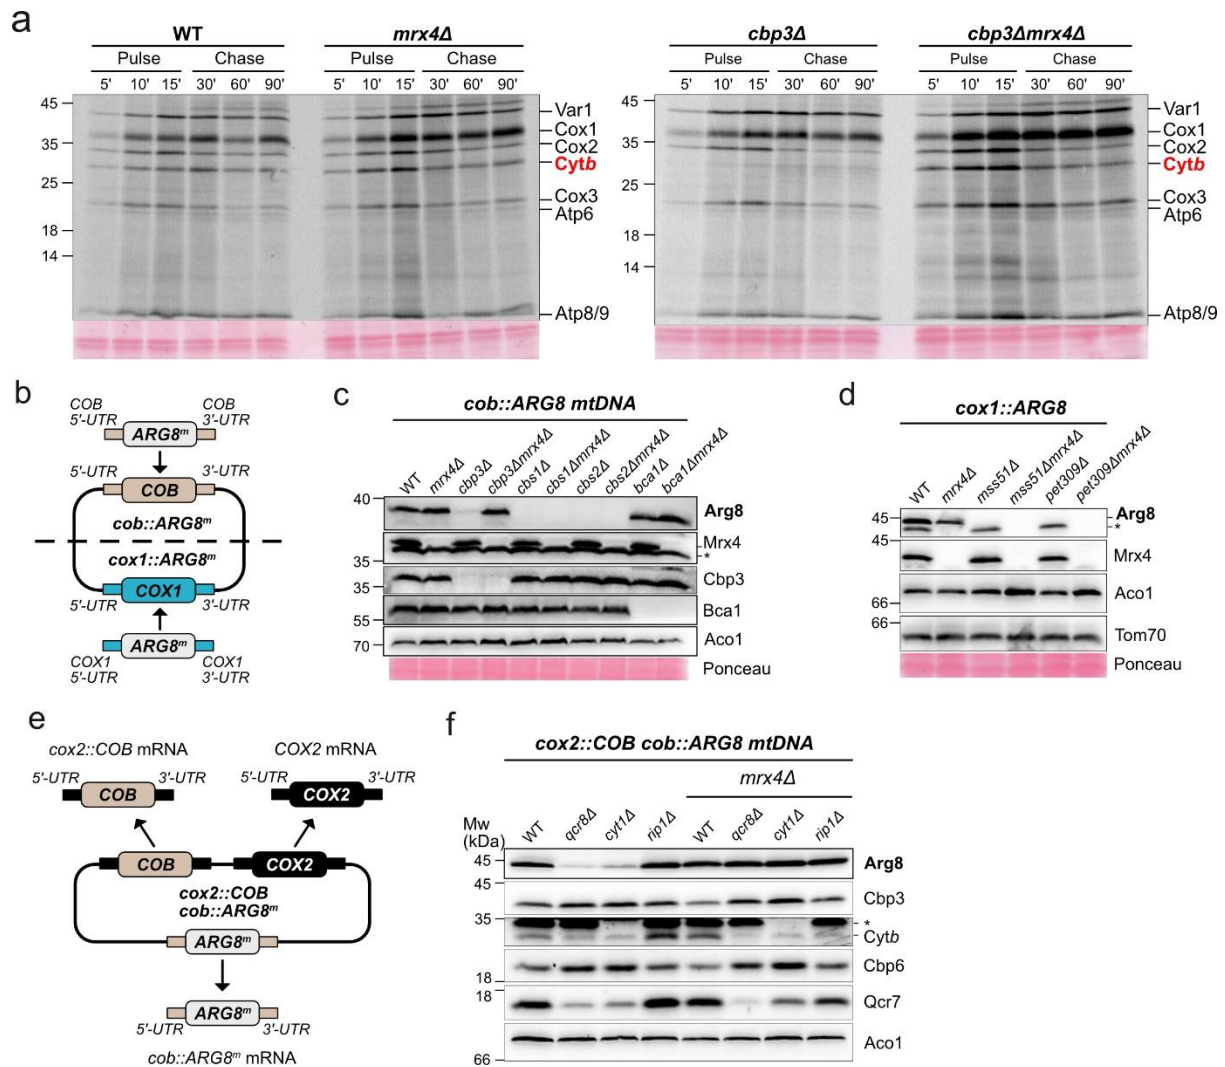 a
WT mrx4Δ cbp3Δ cbp3Δmrx4Δ
Pulse Chase Pulse Chase Pulse Chase Pulse Chase
5' 10' 15' 30' 60' 90' 5' 10' 15' 30' 60' 90' 5' 10' 15' 30' 60' 90' 5' 10' 15' 30' 60' 90'
45
35
25
18
14
Var1
Cox1
Cox2
Cytb
Cox3
Atp6
Atp8/9
45
35
25
18
14
Var1
Cox1
Cox2
Cytb
Cox3
Atp6
Atp8/9
b
COB COB
5'-UTR 3'-UTR
ARG8ᵐ
5'-UTR 3'-UTR
COB
cob::ARG8ᵐ
cox1::ARG8ᵐ
COX1
5'-UTR 3'-UTR
ARG8ᵐ
COX1 COX1
5'-UTR 3'-UTR
c
cob::ARG8 mtDNA
WT mrx4Δ cbp3Δ cbp3Δmrx4Δ cbs1Δ cbs1Δmrx4Δ cbs2Δ cbs2Δmrx4Δ bca1Δ bca1Δmrx4Δ
40 Arg8
Mrx4
35 *
35 Cbp3
55 Bca1
70 Aco1
Ponceau
d
cox1::ARG8
WT mrx4Δ mss51Δ mss51Δmrx4Δ pet309Δ pet309Δmrx4Δ
45 Arg8
*
45 Mrx4
66 Aco1
66 Tom70
Ponceau
e
cox2::COB mRNA COX2 mRNA
5'-UTR 3'-UTR 5'-UTR 3'-UTR
COB COX2
COB COX2
cox2::COB
cob::ARG8ᵐ
ARG8ᵐ
5'-UTR 3'-UTR
ARG8ᵐ
cob::ARG8ᵐ mRNA
f
cox2::COB cob::ARG8 mtDNA
mrx4Δ
Mw
(kDa)
WT qcr8Δ cyt1Δ rip1Δ WT qcr8Δ cyt1Δ rip1Δ
45 Arg8
45 Cbp3
35 *
Cytb
18 Cbp6
18 Qcr7
66 Aco1